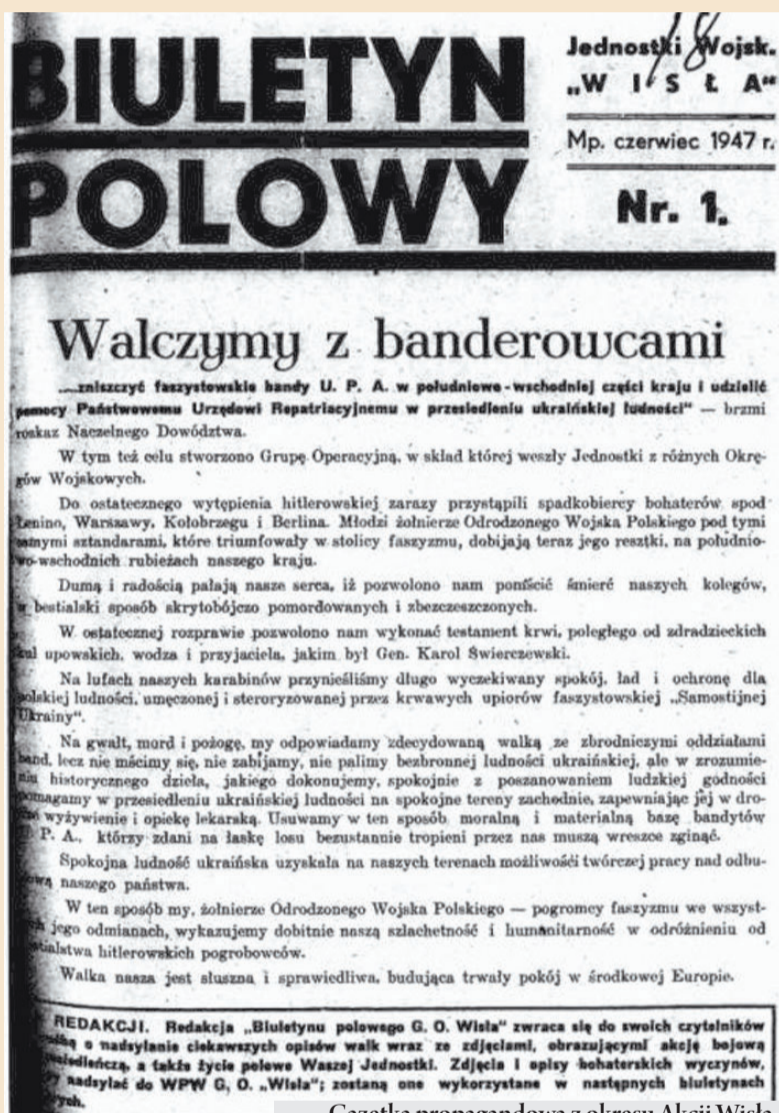 BIULETYN
POLOWY
Jednostki Wojsk.
„W I S Ł A"
Mp. czerwiec 1947 r.
Nr. 1.
Walczymy z banderowcami
...zniszczyć faszystowskie bandy U. P. A. w południowo-wschodniej części kraju i udzielić
pomocy Państwowemu Urzędowi Repatriacyjnemu w przesiedleniu ukraińskiej ludności" — brzmi
rozkaz Naczelnego Dowództwa.
W tym też celu stworzono Grupę Operacyjną, w skład której weszły Jednostki z różnych Okrę-
gów Wojskowych.
Do ostatecznego wytępienia hitlerowskiej zarazy przystąpili spadkobiercy bohaterów spod
Lenino, Warszawy, Kołobrzegu i Berlina. Młodzi żołnierze Odrodzonego Wojska Polskiego pod tymi
samymi sztandarami, które triumfowały w stolicy faszyzmu, dobijają teraz jego resztki, na południo-
wo-wschodnich rubieżach naszego kraju.
Dumą i radością pałają nasze serca, iż pozwolono nam pomścić śmierć naszych kolegów,
w bestialski sposób skrytobójczo pomordowanych i zbezczeszczonych.
W ostatecznej rozprawie pozwolono nam wykonać testament krwi, poległego od zdradzieckich
kul upowskich, wodza i przyjaciela, jakim był Gen. Karol Świerczewski.
Na lufach naszych karabinów przynieśliśmy długo wyczekiwany spokój, ład i ochronę dla
polskiej ludności, umęczonej i steroryzowanej przez krwawych upiorów faszystowskiej „Samostijnej
Ukrainy".
Na gwałt, mord i pożogę, my odpowiadamy zdecydowaną walką ze zbrodniczymi oddziałami
band, lecz nie mścimy się, nie zabijamy, nie palimy bezbronnej ludności ukraińskiej, ale w zrozumie-
niu historycznego dzieła, jakiego dokonujemy, spokojnie z poszanowaniem ludzkiej godności
pomagamy w przesiedleniu ukraińskiej ludności na spokojne tereny zachodnie, zapewniając jej w dro-
dze wyżywienie i opiekę lekarską. Usuwamy w ten sposób moralną i materialną bazę bandytów
U. P. A., którzy zdani na łaskę losu bezustannie tropieni przez nas muszą wreszcie zginąć.
Spokojna ludność ukraińska uzyskała na naszych terenach możliwości twórczej pracy nad odbu-
dową naszego państwa.
W ten sposób my, żołnierze Odrodzonego Wojska Polskiego — pogromcy faszyzmu we wszyst-
kich jego odmianach, wykazujemy dobitnie naszą szlachetność i humanitarność w odróżnieniu od
bestialstwa hitlerowskich pogrobowców.
Walka nasza jest słuszna i sprawiedliwa, budująca trwały pokój w środkowej Europie.
REDAKCJI. Redakcja „Biuletynu polowego G. O. Wisła" zwraca się do swoich czytelników
o nadsyłanie ciekawszych opisów walk wraz ze zdjęciami, obrazującymi akcję bojową
a także życie polowe Waszej Jednostki. Zdjęcia i opisy bohaterskich wyczynów,
nadsyłać do WPW G. O. „Wisła"; zostaną one wykorzystane w następnych biuletynach
Gazetka propagandowa z okresu Akcji